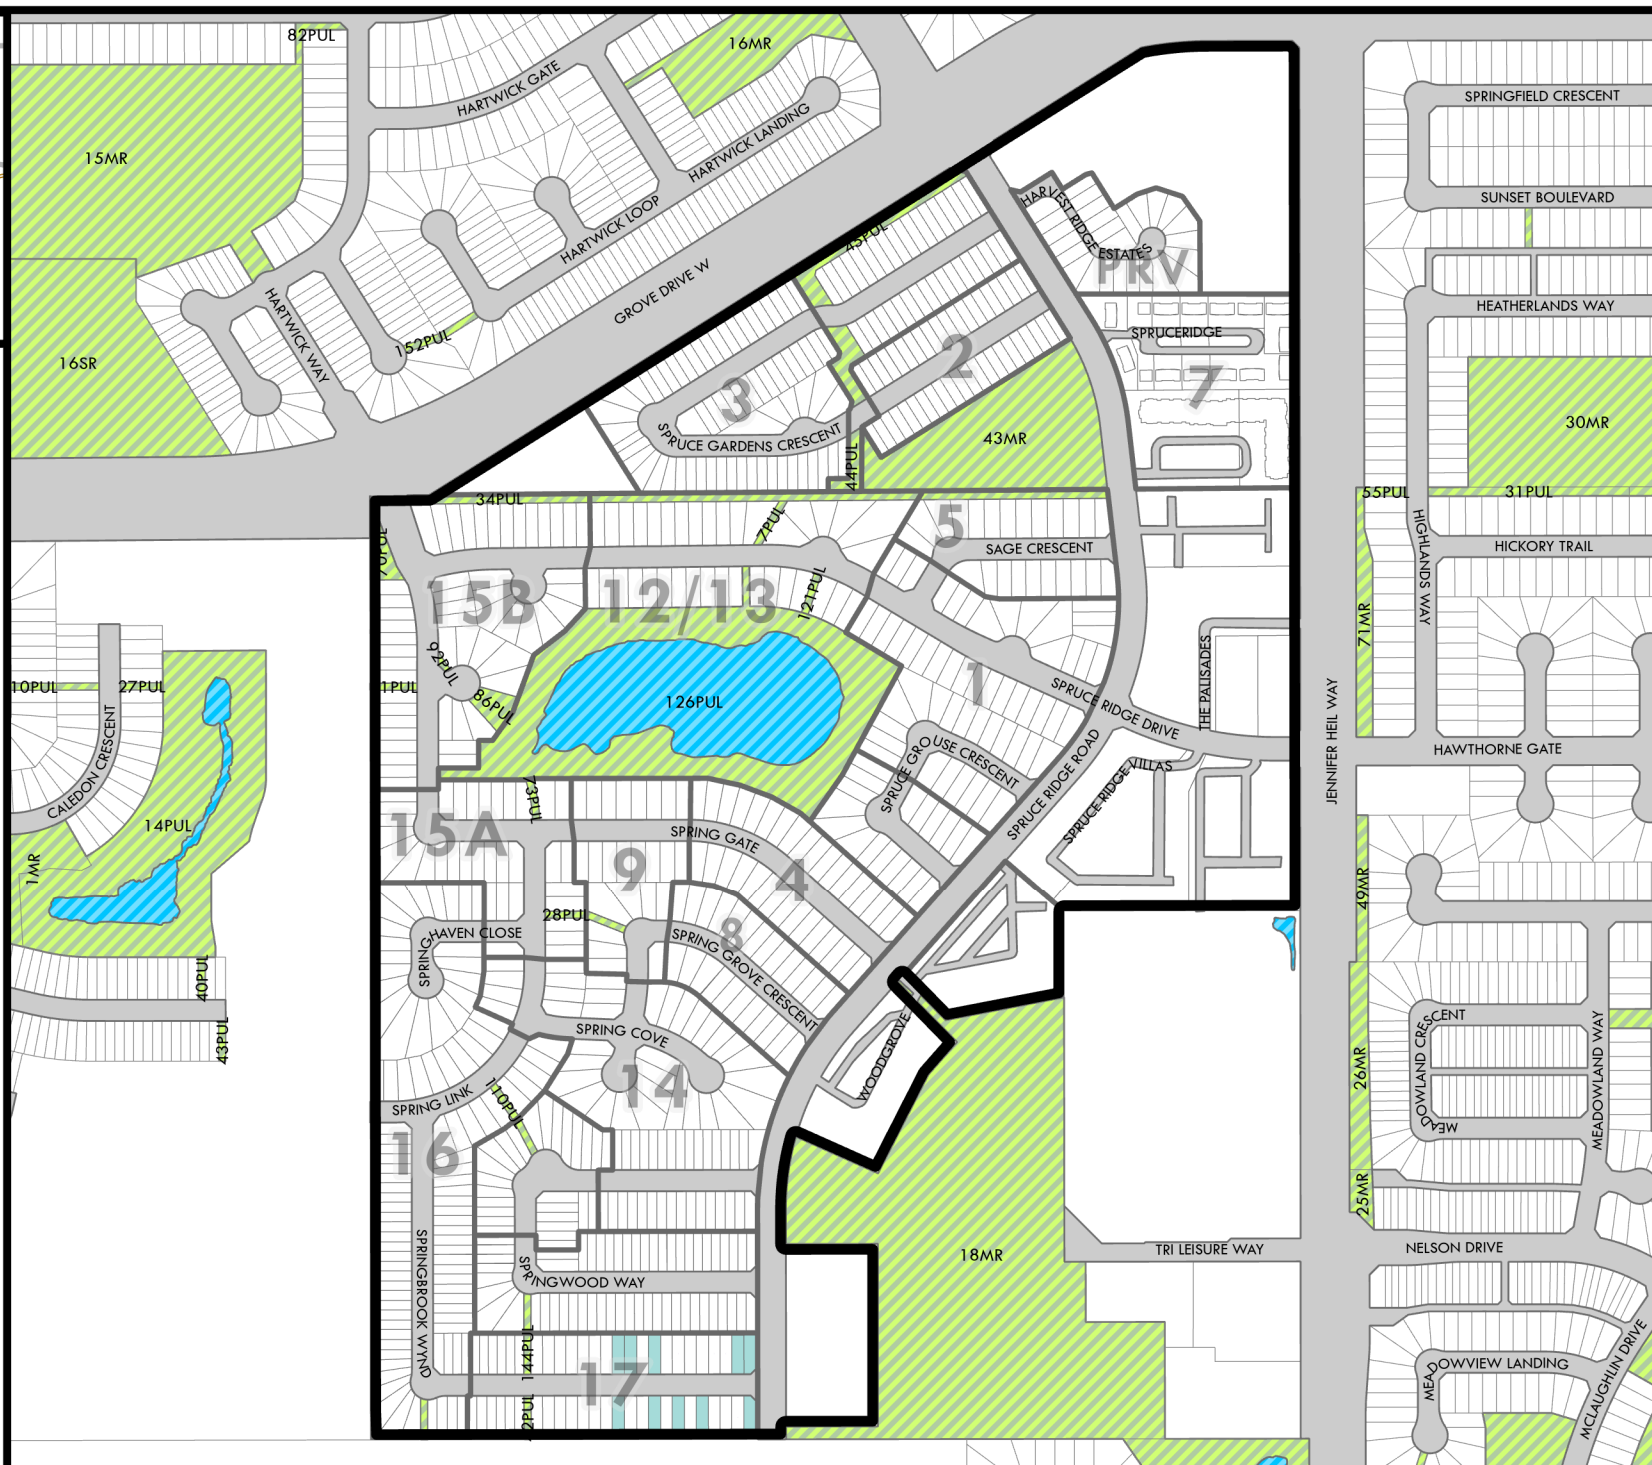 82PUL
16MR
HARTWICK GATE
15MR
HARTWICK LANDING
HARTWICK LOOP
16SR
HARTWICK WAY
152PUL
GROVE DRIVE W
45PUL
HARVEST RIDGE ESTATES
PRV
SPRUCERIDGE
7
2
3
SPRUCE GARDENS CRESCENT
43MR
44PUL
SPRINGFIELD CRESCENT
SUNSET BOULEVARD
HEATHERLANDS WAY
30MR
55PUL
31PUL
HIGHLANDS WAY
HICKORY TRAIL
71MR
34PUL
7PUL
5
SAGE CRESCENT
15B
12/13
121PUL
92PUL
1PUL
86PUL
126PUL
1
SPRUCE RIDGE DRIVE
THE PALISADES
JENNIFER HEIL WAY
HAWTHORNE GATE
10PUL
27PUL
CALEDON CRESCENT
14PUL
1MR
40PUL
43PUL
SPRUCE GROUSE CRESCENT
SPRUCE RIDGE ROAD
SPRUCE RIDGE VILLAS
73PUL
15A
SPRING GATE
9
4
28PUL
8
SPRING GROVE CRESCENT
SPRING HAVEN CLOSE
SPRING COVE
14
WOODGROVE
110PUL
SPRING LINK
16
SPRINGBROOK WYND
SPRINGWOOD WAY
144PUL
17
2PUL
18MR
TRI LEISURE WAY
49MR
26MR
25MR
MEADOWLAND CRESCENT
MEADOWLAND WAY
NELSON DRIVE
MEADOWVIEW LANDING
MCLAUGHLIN DRIVE